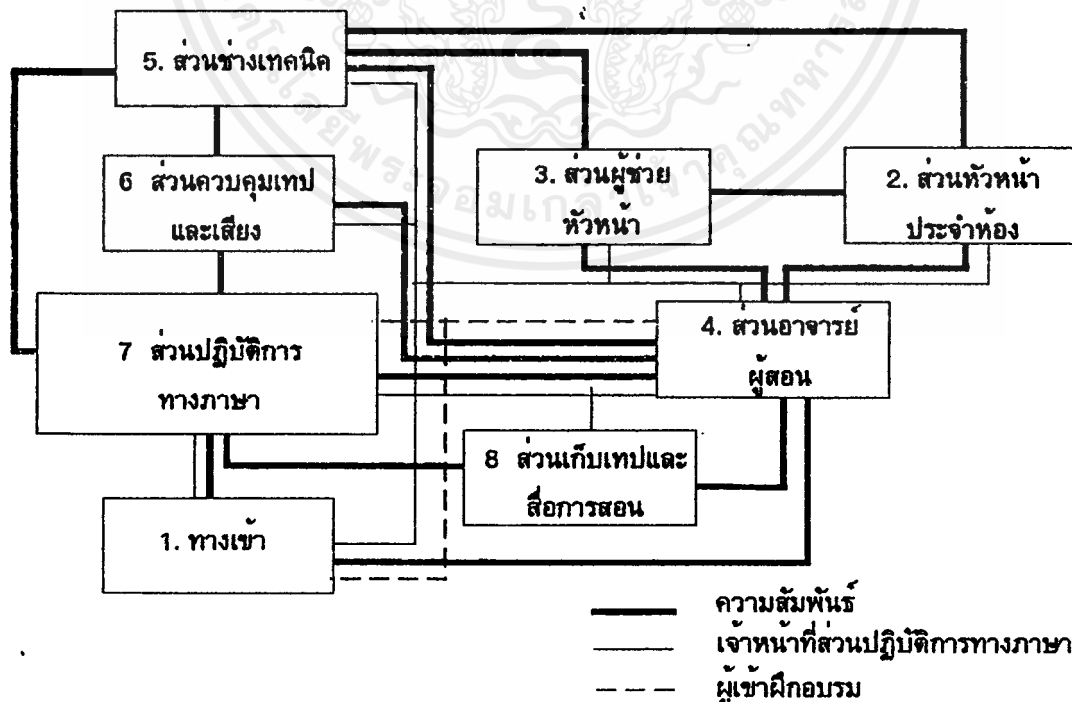 5. ส่วนช่างเทคนิค
6 ส่วนควบคุมเทป
และเสียง
3. ส่วนผู้ช่วย
หัวหน้า
2. ส่วนหัวหน้า
ประจำห้อง
7 ส่วนปฏิบัติการ
ทางภาษา
4. ส่วนอาจารย์
ผู้สอน
8 ส่วนเก็บเทปและ
สื่อการสอน
1. ทางเข้า
ความสัมพันธ์
เจ้าหน้าที่ส่วนปฏิบัติการทางภาษา
ผู้เข้าฝึกอบรม